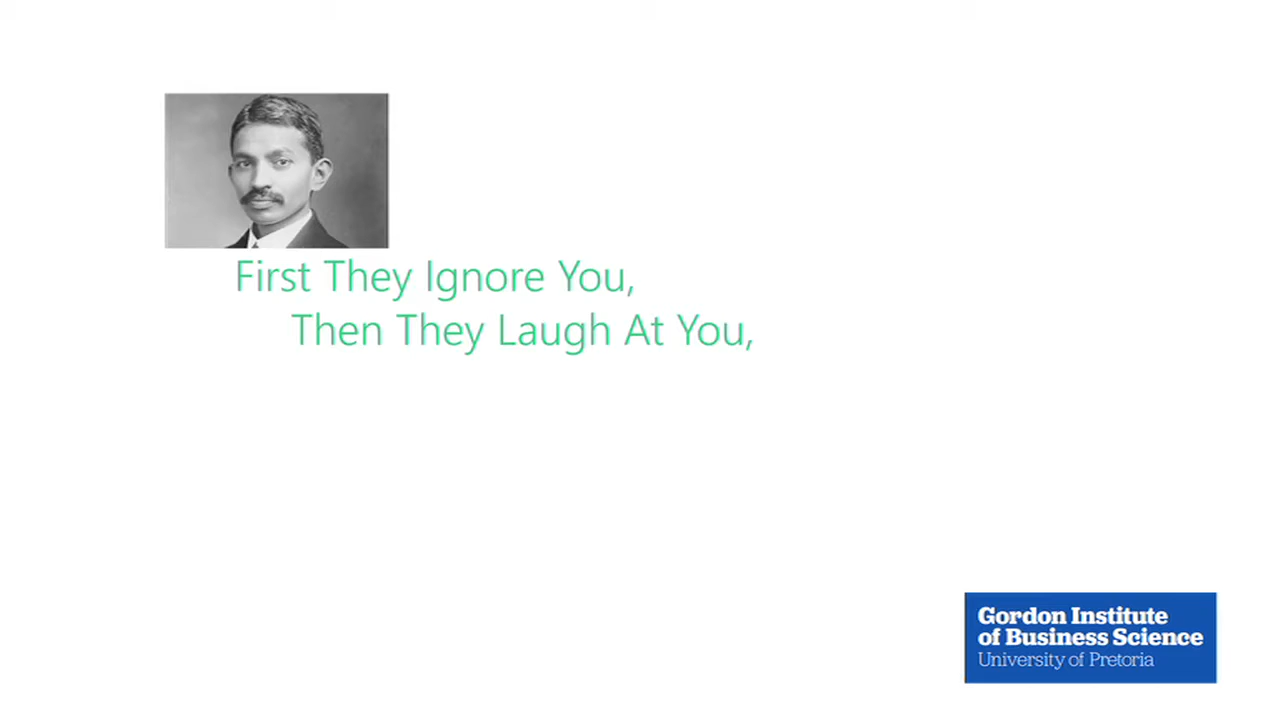 First They Ignore You,
Then They Laugh At You,
Gordon Institute
of Business Science
University of Pretoria